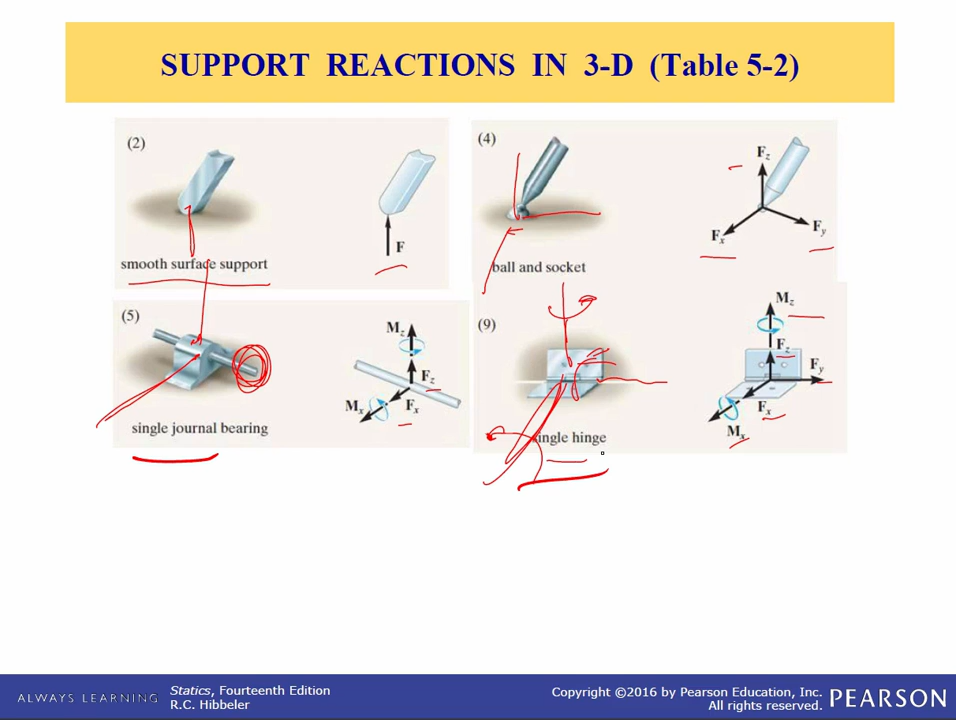 SUPPORT REACTIONS IN 3-D (Table 5-2)
(2)
F
smooth surface support
(4)
Fz
Fx
Fy
ball and socket
(5)
Mz
Fz
Mx
Fx
single journal bearing
(9)
Mz
Fz
Fy
Fx
Mx
single hinge
ALWAYS LEARNING
Statics, Fourteenth Edition
R.C. Hibbeler
Copyright ©2016 by Pearson Education, Inc.
All rights reserved.
PEARSON